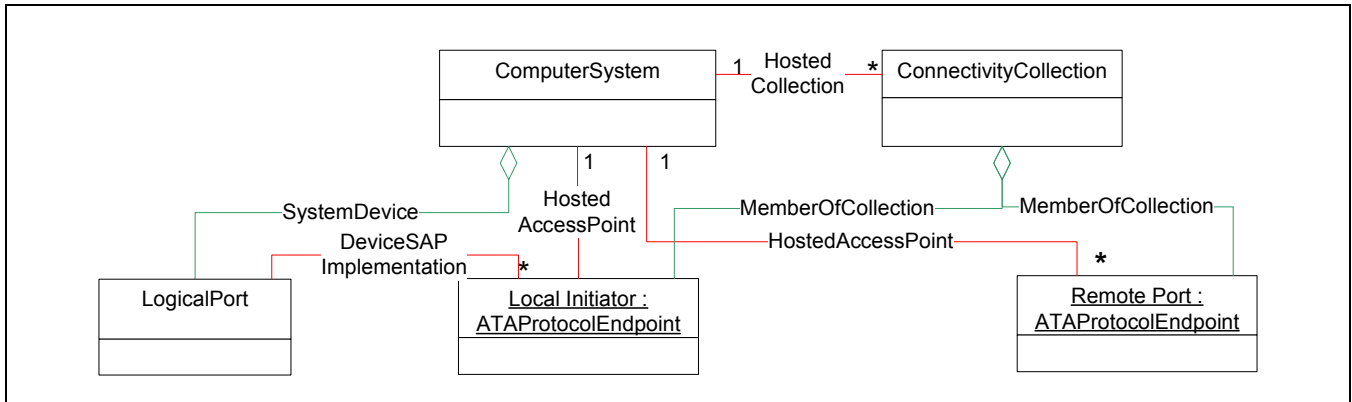 ComputerSystem
1
Hosted
Collection
*
ConnectivityCollection
1
1
Hosted
AccessPoint
SystemDevice
MemberOfCollection
MemberOfCollection
DeviceSAP
Implementation
*
HostedAccessPoint
*
LogicalPort
Local Initiator :
ATAProtocolEndpoint
Remote Port :
ATAProtocolEndpoint